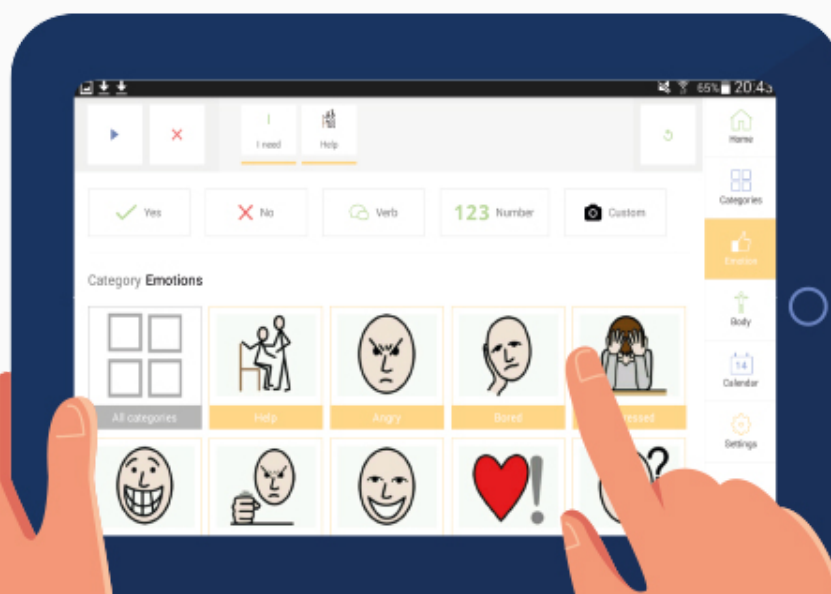 65% 20:43
I need
Help
Home
Yes
No
Verb
123 Number
Custom
Categories
Emotion
Category Emotions
Body
14
Calendar
All categories
Help
Angry
Bored
Settings